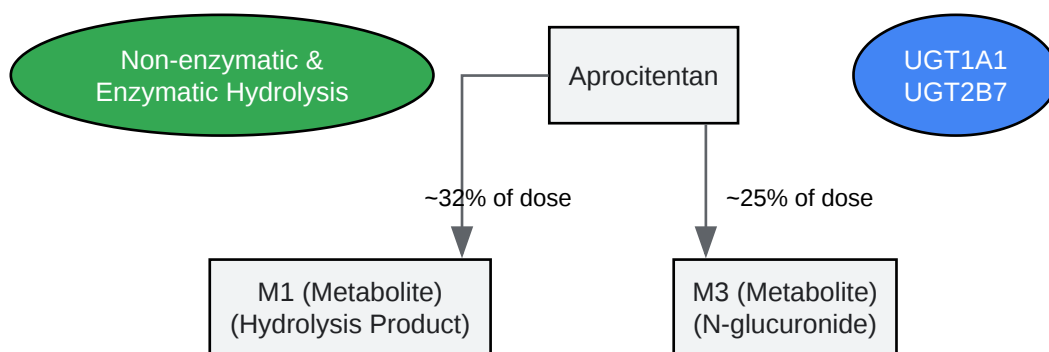 Non-enzymatic &
Enzymatic Hydrolysis
Aprocitentan
UGT1A1
UGT2B7
~32% of dose
~25% of dose
M1 (Metabolite)
(Hydrolysis Product)
M3 (Metabolite)
(N-glucuronide)